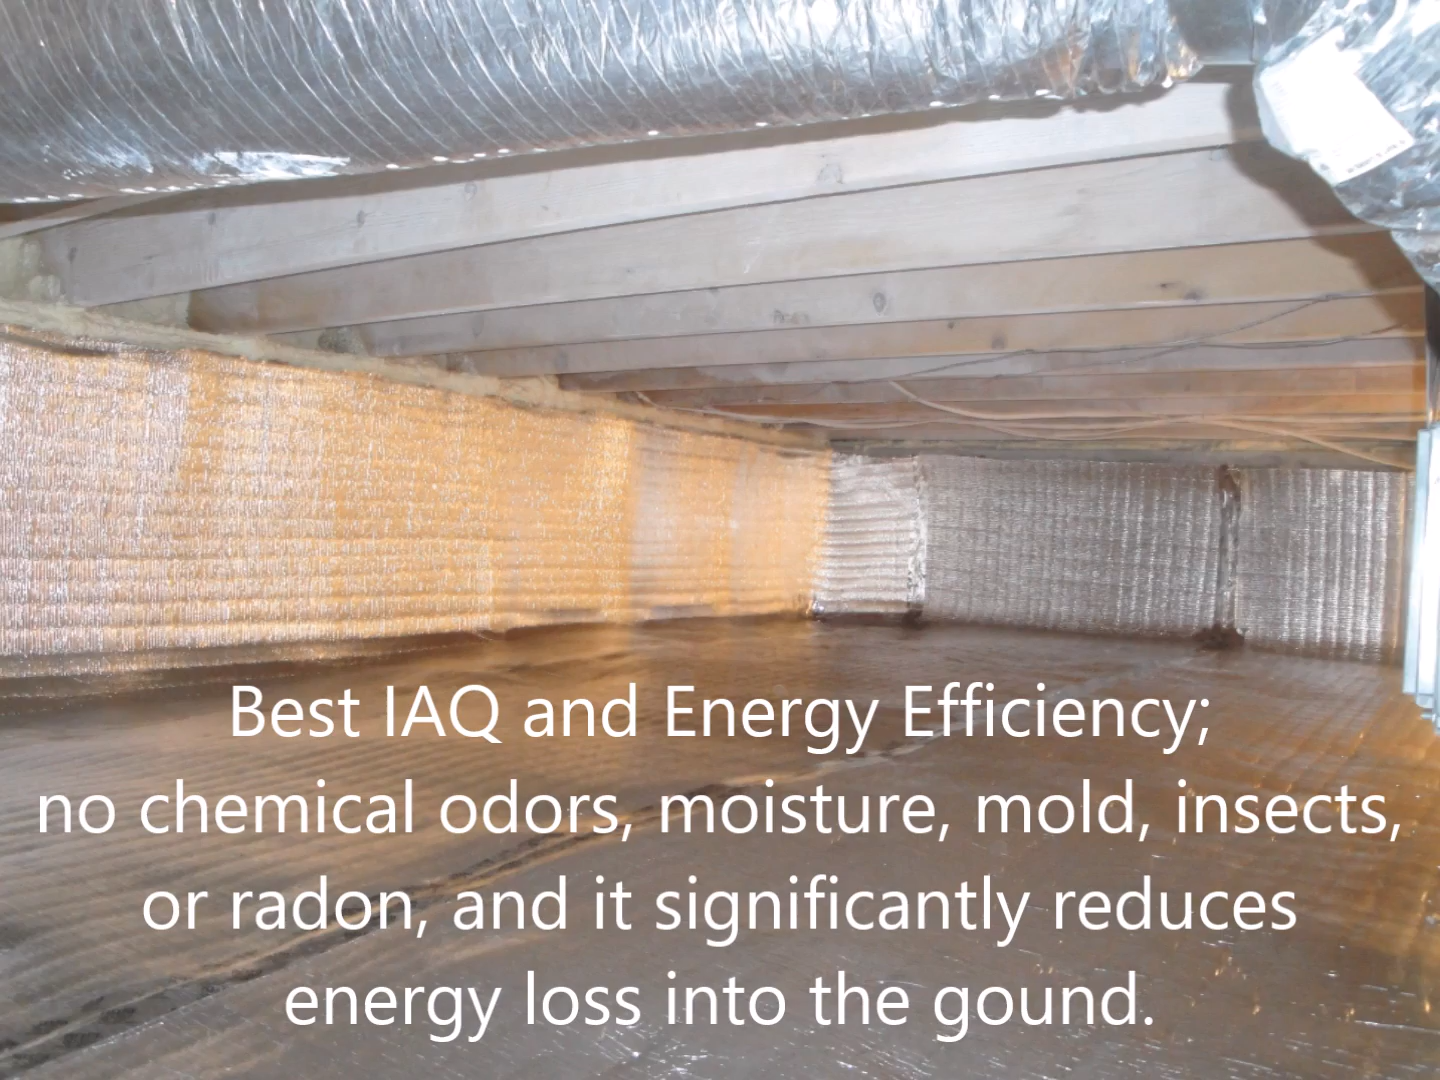 Best IAQ and Energy Efficiency;
no chemical odors, moisture, mold, insects,
or radon, and it significantly reduces
energy loss into the gound.